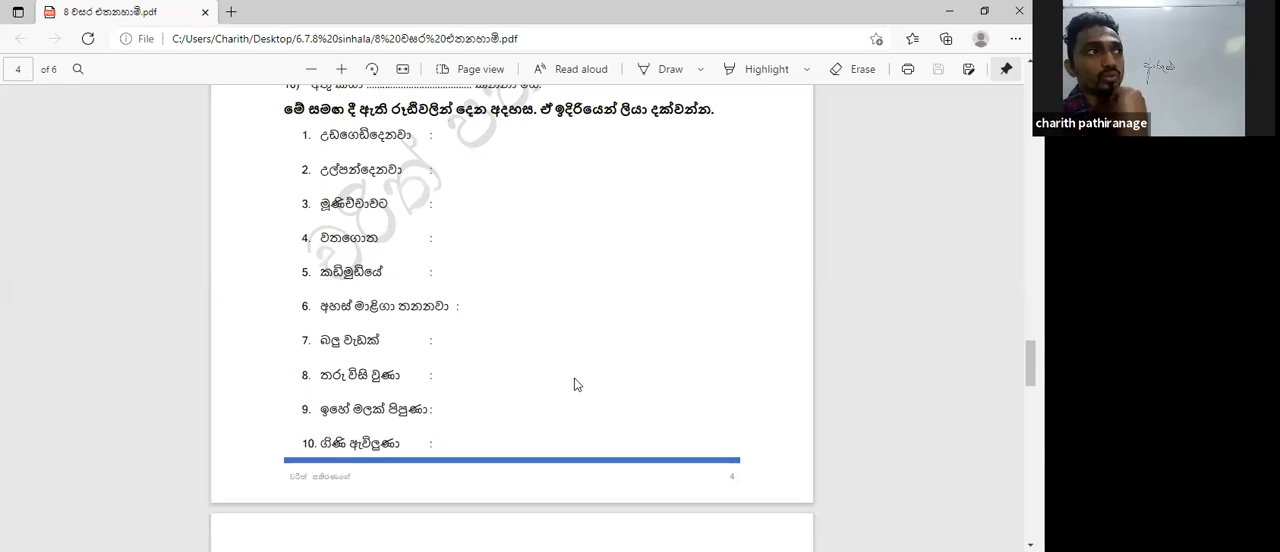 8 වසර එතනහාමි.pdf
File C:/Users/Charith/Desktop/6.7.8%20sinhala/8%20වසර%20එතනහාමි.pdf
4 of 6 Page view Read aloud Draw Highlight Erase
charith pathiranage
මේ සමඟ දී ඇති රූඪිවලින් දෙන අදහස. ඒ ඉදිරියෙන් ලියා දක්වන්න.
1. උඩගෙඩිදෙනවා :
2. උල්පන්දෙනවා :
3. මූණිච්චාවට :
4. වතගොත :
5. කඩිමුඩියේ :
6. අහස් මාළිගා තනනවා :
7. බලු වැඩක් :
8. තරු විසි වුණා :
9. ඉහේ මලක් පිපුණා :
10. ගිණි ඇවිලුණා :
චරිත් පතිරණගේ 4